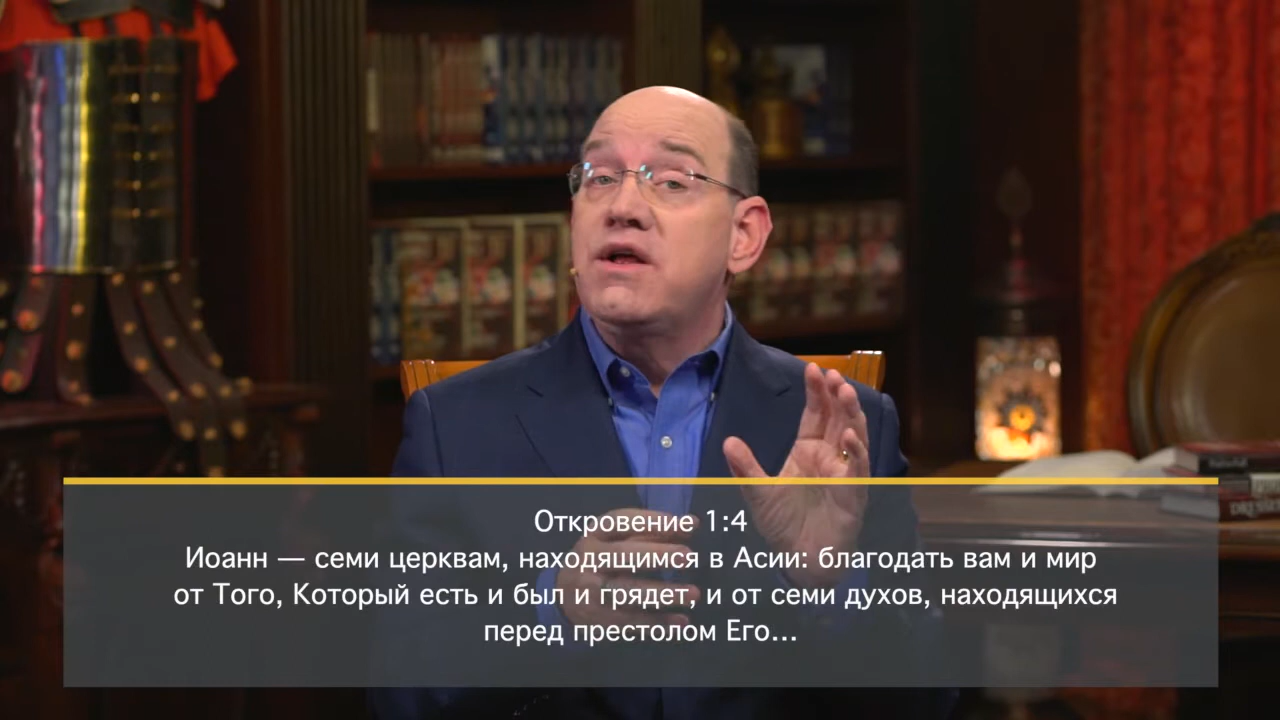 Откровение 1:4
Иоанн — семи церквам, находящимся в Асии: благодать вам и мир
от Того, Который есть и был и грядет, и от семи духов, находящихся
перед престолом Его...